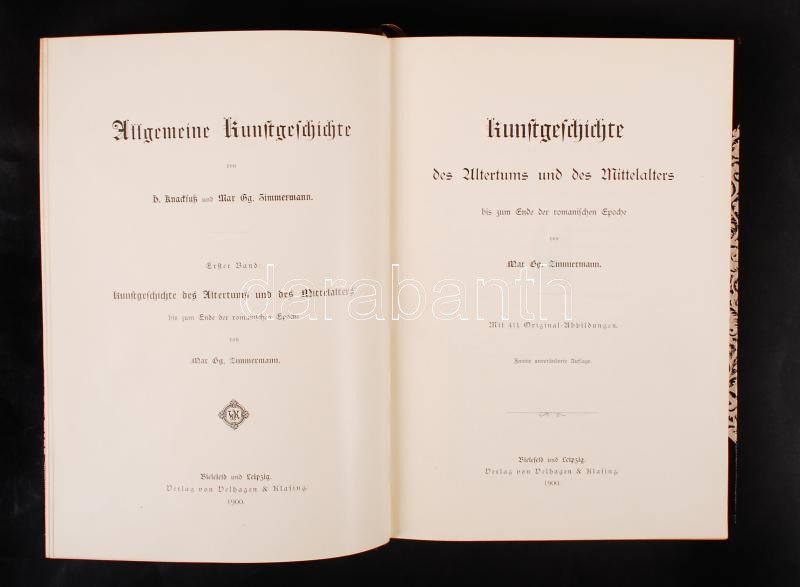 Allgemeine Kunstgeschichte
von
H. Knackfuß und Max Gg. Zimmermann.
Erster Band:
Kunstgeschichte des Altertums und des Mittelalters
bis zum Ende der romanischen Epoche
von
Max Gg. Zimmermann.
Bielefeld und Leipzig.
Verlag von Velhagen & Klasing.
1900.
Kunstgeschichte
des Altertums und des Mittelalters
bis zum Ende der romanischen Epoche
von
Max Gg. Zimmermann.
Mit 411 Original-Abbildungen.
Zweite unveränderte Auflage.
Bielefeld und Leipzig.
Verlag von Velhagen & Klasing.
1900.
darabanth